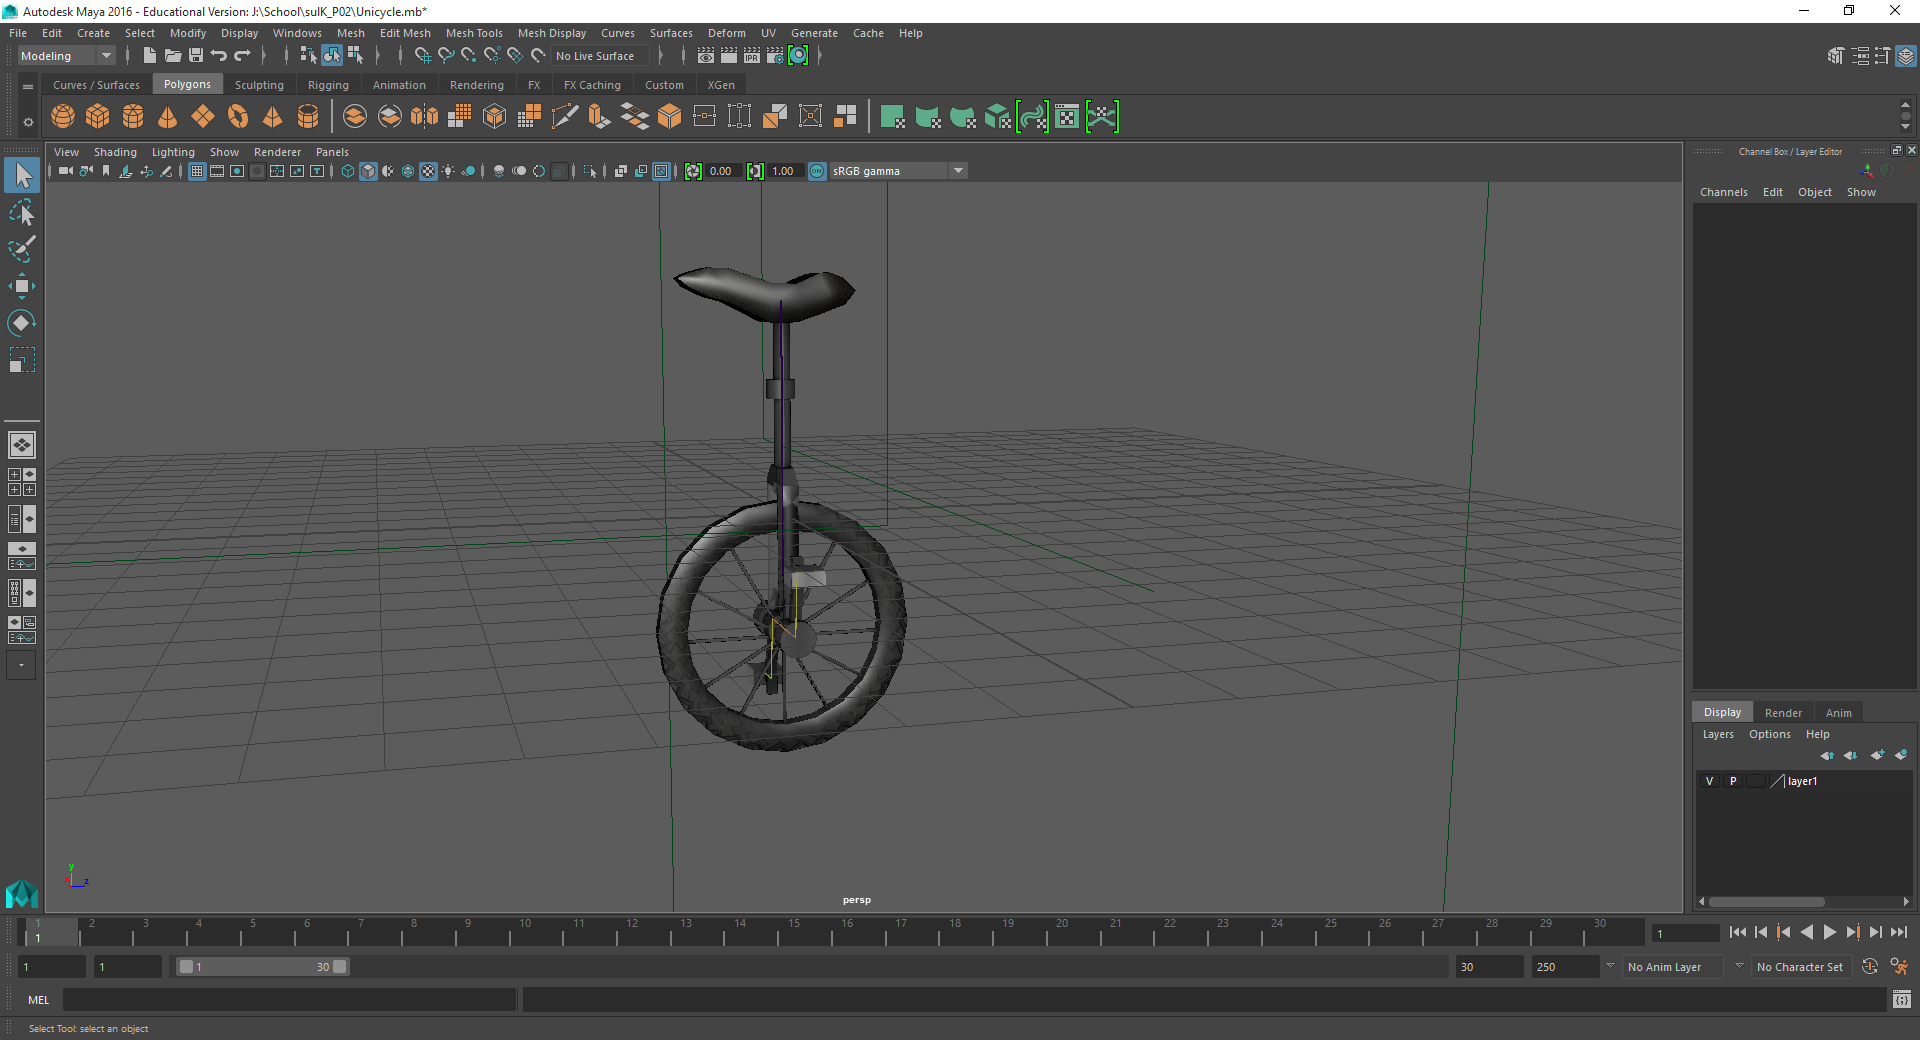 Autodesk Maya 2016 - Educational Version: J:\School\sulK_P02\Unicycle.mb*
File Edit Create Select Modify Display Windows Mesh Edit Mesh Mesh Tools Mesh Display Curves Surfaces Deform UV Generate Cache Help
Modeling No Live Surface IPR
Curves / Surfaces Polygons Sculpting Rigging Animation Rendering FX FX Caching Custom XGen
View Shading Lighting Show Renderer Panels
0.00 1.00 ON sRGB gamma
Channel Box / Layer Editor
Channels Edit Object Show
Display Render Anim
Layers Options Help
V P layer1
y
x z
persp
1 2 3 4 5 6 7 8 9 10 11 12 13 14 15 16 17 18 19 20 21 22 23 24 25 26 27 28 29 30
1 1
1 1 1 30 30 250 No Anim Layer No Character Set
MEL
Select Tool: select an object